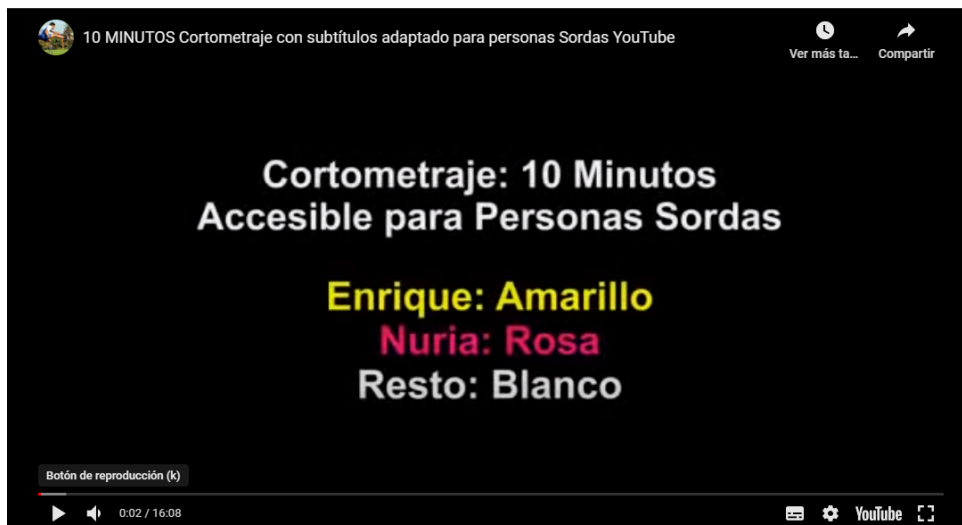 10 MINUTOS Cortometraje con subtítulos adaptado para personas Sordas YouTube
Ver más ta...
Compartir
Cortometraje: 10 Minutos
Accesible para Personas Sordas
Enrique: Amarillo
Nuria: Rosa
Resto: Blanco
Botón de reproducción (k)
0:02 / 16:08
YouTube